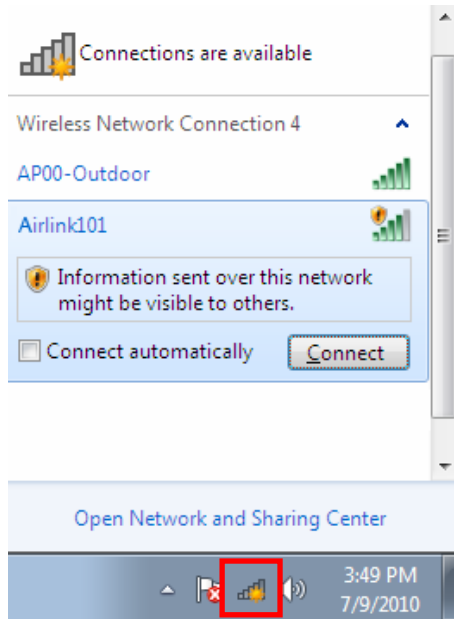 Connections are available
Wireless Network Connection 4
AP00-Outdoor
Airlink101
Information sent over this network
might be visible to others.
Connect automatically
Connect
Open Network and Sharing Center
3:49 PM
7/9/2010